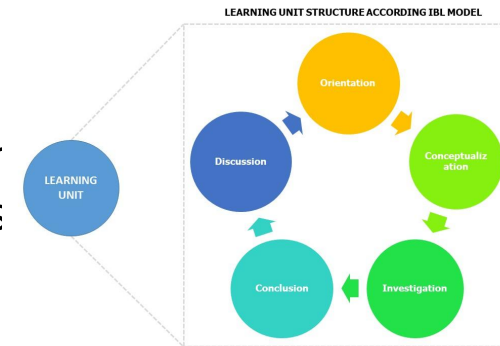 LEARNING UNIT STRUCTURE ACCORDING IBL MODEL
Orientation
Conceptualiz
ation
Investigation
Conclusion
Discussion
LEARNING
UNIT